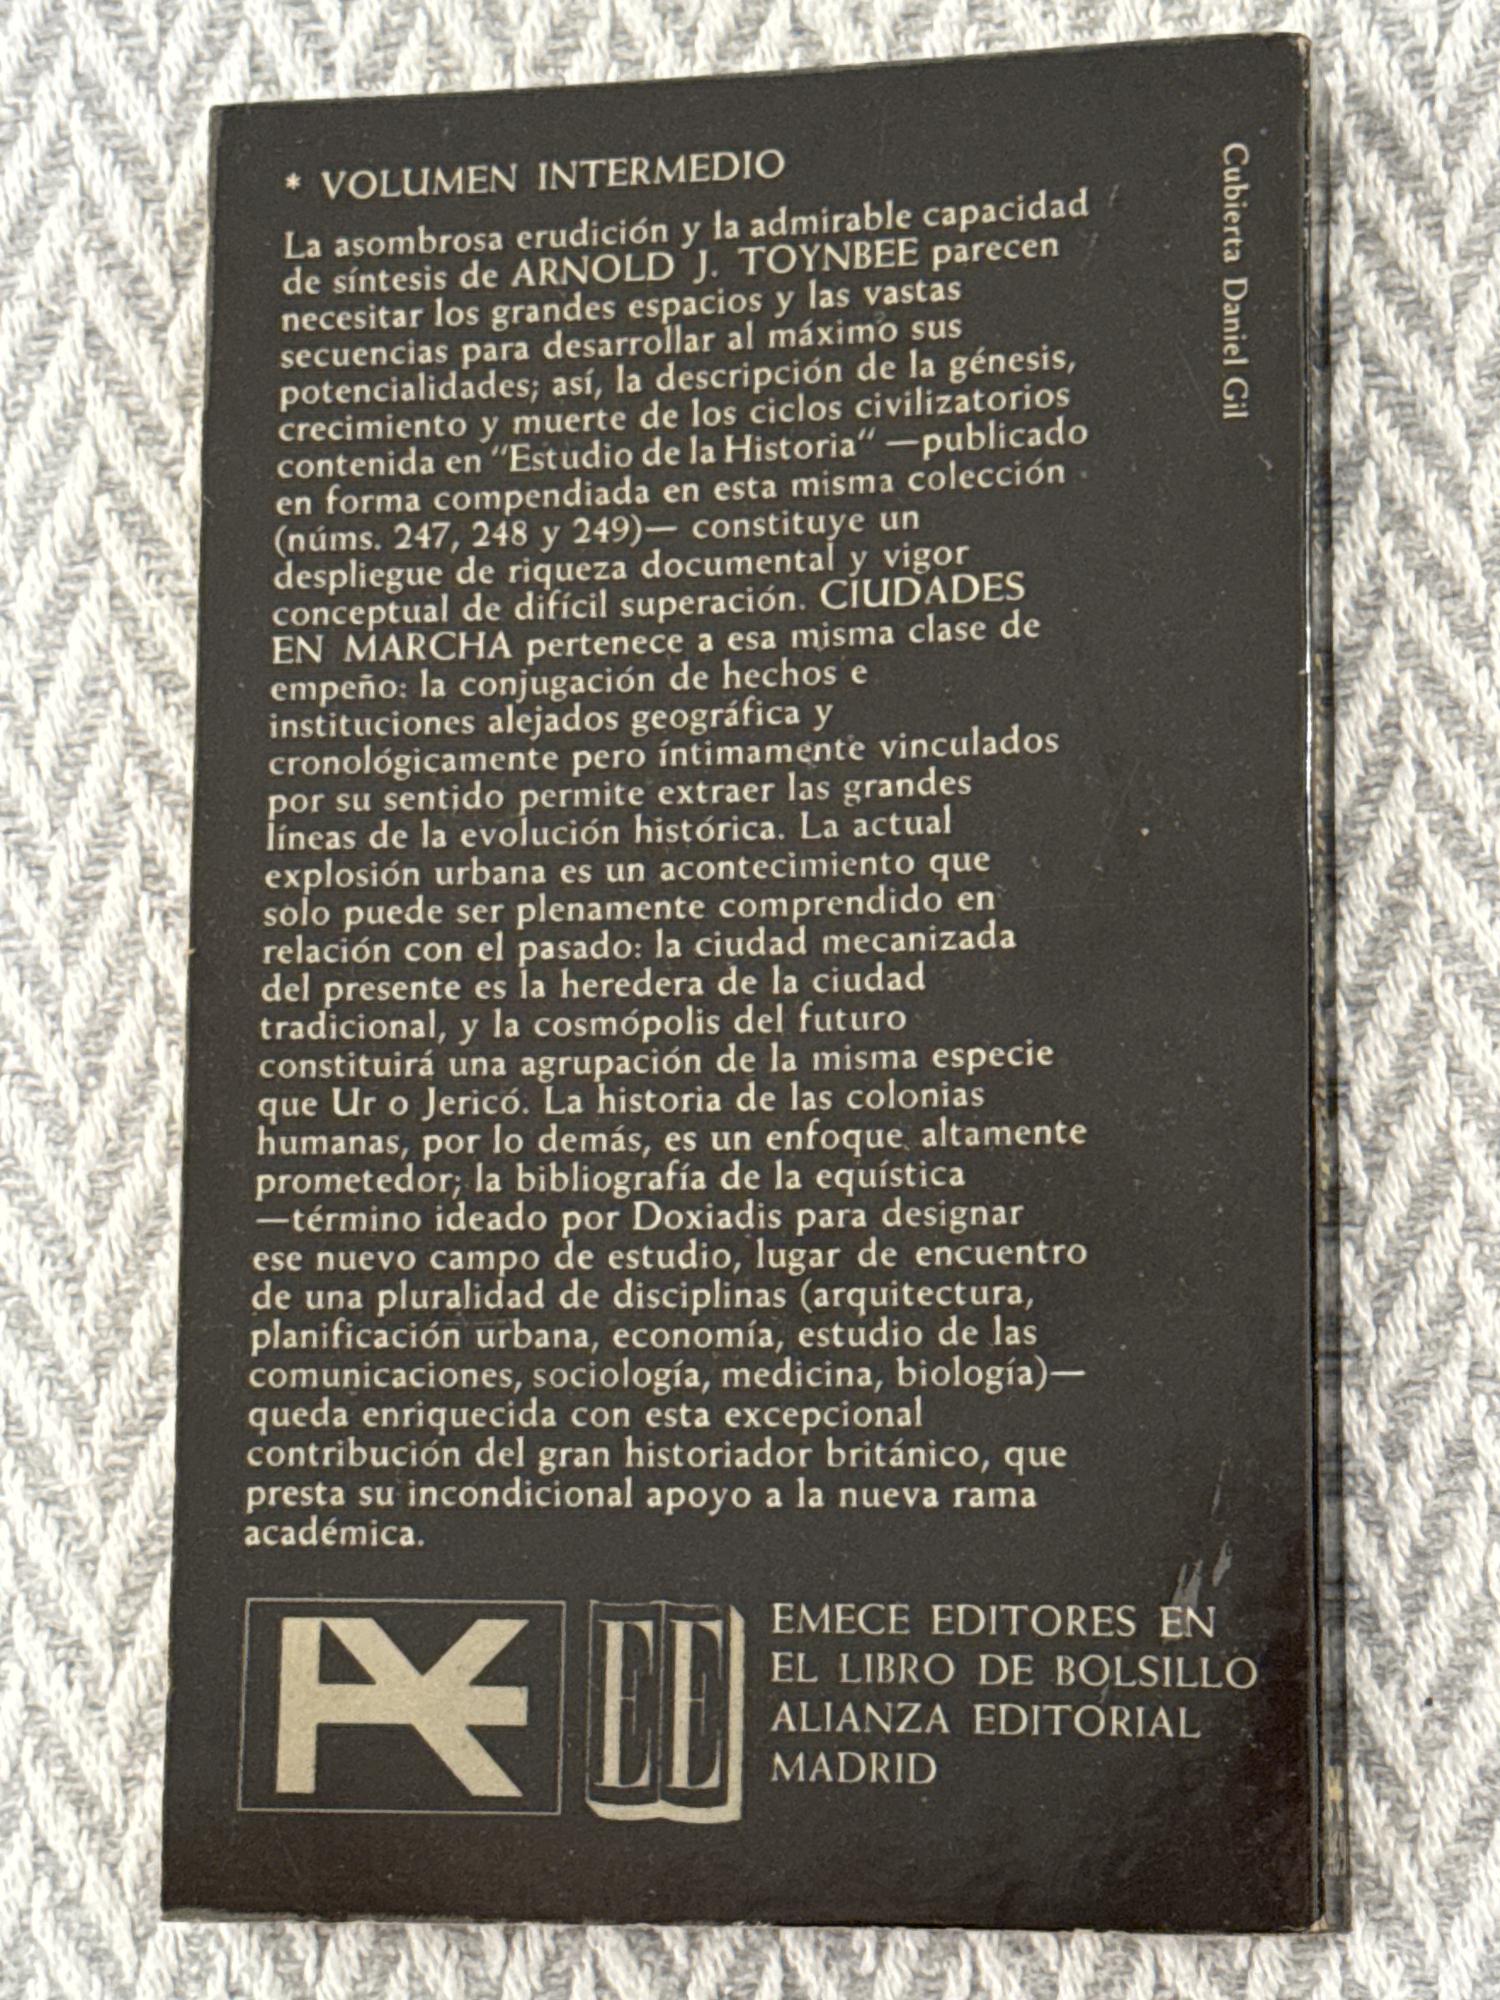 * VOLUMEN INTERMEDIO
La asombrosa erudición y la admirable capacidad
de síntesis de ARNOLD J. TOYNBEE parecen
necesitar los grandes espacios y las vastas
secuencias para desarrollar al máximo sus
potencialidades; así, la descripción de la génesis,
crecimiento y muerte de los ciclos civilizatorios
contenida en "Estudio de la Historia" —publicado
en forma compendiada en esta misma colección
(núms. 247, 248 y 249)— constituye un
despliegue de riqueza documental y vigor
conceptual de difícil superación. CIUDADES
EN MARCHA pertenece a esa misma clase de
empeño: la conjugación de hechos e
instituciones alejados geográfica y
cronológicamente pero íntimamente vinculados
por su sentido permite extraer las grandes
líneas de la evolución histórica. La actual
explosión urbana es un acontecimiento que
solo puede ser plenamente comprendido en
relación con el pasado: la ciudad mecanizada
del presente es la heredera de la ciudad
tradicional, y la cosmópolis del futuro
constituirá una agrupación de la misma especie
que Ur o Jericó. La historia de las colonias
humanas, por lo demás, es un enfoque altamente
prometedor; la bibliografía de la equística
—término ideado por Doxiadis para designar
ese nuevo campo de estudio, lugar de encuentro
de una pluralidad de disciplinas (arquitectura,
planificación urbana, economía, estudio de las
comunicaciones, sociología, medicina, biología)—
queda enriquecida con esta excepcional
contribución del gran historiador británico, que
presta su incondicional apoyo a la nueva rama
académica.
EE
EMECE EDITORES EN
EL LIBRO DE BOLSILLO
ALIANZA EDITORIAL
MADRID
Cubierta Daniel Gil